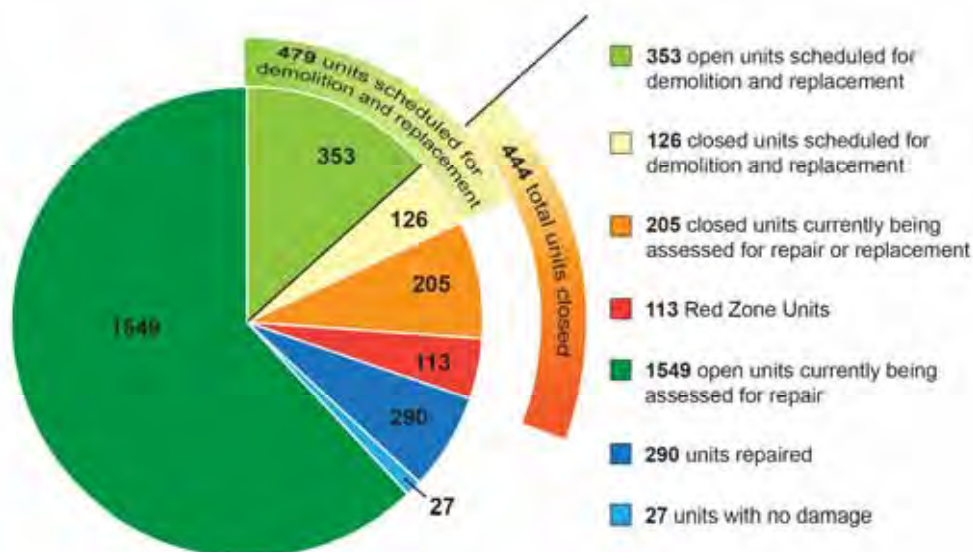 479 units scheduled for
demolition and replacement
444 total units closed
353
126
205
113
290
27
1549
353 open units scheduled for
demolition and replacement
126 closed units scheduled for
demolition and replacement
205 closed units currently being
assessed for repair or replacement
113 Red Zone Units
1549 open units currently being
assessed for repair
290 units repaired
27 units with no damage